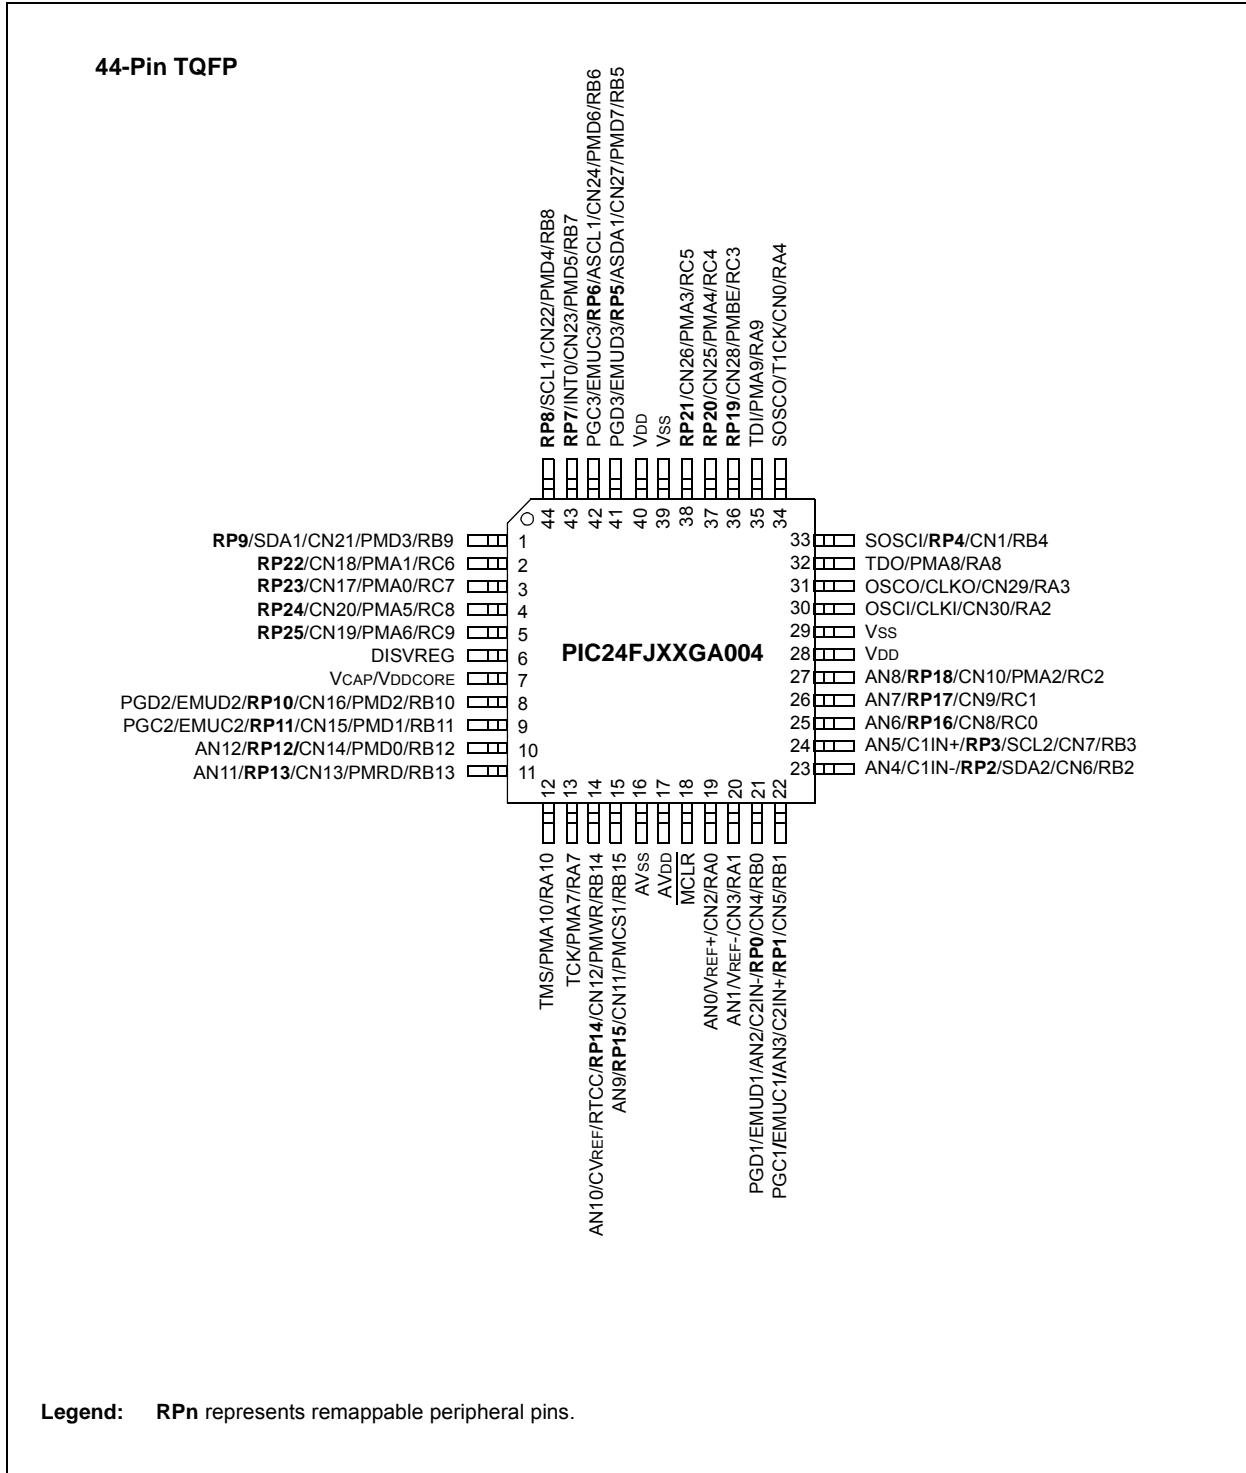 44-Pin TQFP
RP8/SCL1/CN22/PMD4/RB8
RP7/INT0/CN23/PMD5/RB7
PGC3/EMUC3/RP6/ASCL1/CN24/PMD6/RB6
PGD3/EMUD3/RP5/ASDA1/CN27/PMD7/RB5
VDD
VSS
RP21/CN26/PMA3/RC5
RP20/CN25/PMA4/RC4
RP19/CN28/PMBE/RC3
TDI/PMA9/RA9
SOSCO/T1CK/CN0/RA4
44
43
42
41
40
39
38
37
36
35
34
RP9/SDA1/CN21/PMD3/RB9 1
RP22/CN18/PMA1/RC6 2
RP23/CN17/PMA0/RC7 3
RP24/CN20/PMA5/RC8 4
RP25/CN19/PMA6/RC9 5
DISVREG 6
VCAP/VDDCORE 7
PGD2/EMUD2/RP10/CN16/PMD2/RB10 8
PGC2/EMUC2/RP11/CN15/PMD1/RB11 9
AN12/RP12/CN14/PMD0/RB12 10
AN11/RP13/CN13/PMRD/RB13 11
PIC24FJXXGA004
33 SOSCI/RP4/CN1/RB4
32 TDO/PMA8/RA8
31 OSCO/CLKO/CN29/RA3
30 OSCI/CLKI/CN30/RA2
29 VSS
28 VDD
27 AN8/RP18/CN10/PMA2/RC2
26 AN7/RP17/CN9/RC1
25 AN6/RP16/CN8/RC0
24 AN5/C1IN+/RP3/SCL2/CN7/RB3
23 AN4/C1IN-/RP2/SDA2/CN6/RB2
12
13
14
15
16
17
18
19
20
21
22
TMS/PMA10/RA10
TCK/PMA7/RA7
AN10/CVREF/RTCC/RP14/CN12/PMWR/RB14
AN9/RP15/CN11/PMCS1/RB15
AVSS
AVDD
MCLR
AN0/VREF+/CN2/RA0
AN1/VREF-/CN3/RA1
PGD1/EMUD1/AN2/C2IN-/RP0/CN4/RB0
PGC1/EMUC1/AN3/C2IN+/RP1/CN5/RB1
Legend: RPn represents remappable peripheral pins.